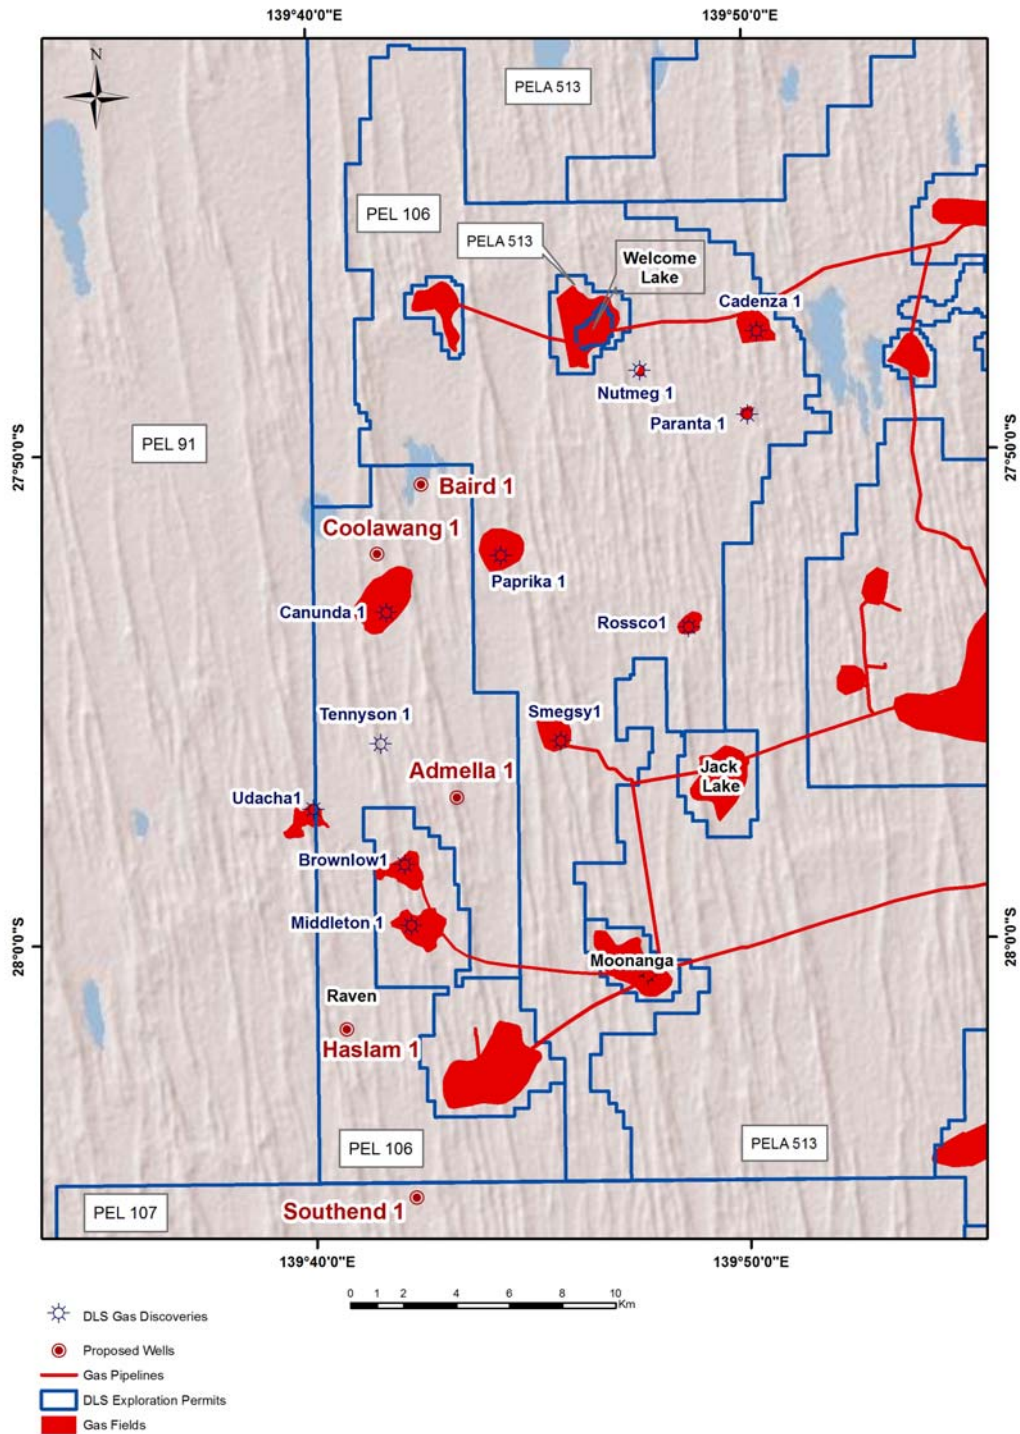 139°40'0"E
139°50'0"E
N
PELA 513
PEL 106
PELA 513
Welcome
Lake
Cadenza 1
Nutmeg 1
Paranta 1
27°50'0"S
27°50'0"S
PEL 91
Baird 1
Coolawang 1
Paprika 1
Canunda 1
Rossco1
Tennyson 1
Smegsy1
Admella 1
Jack
Lake
Udacha1
Brownlow1
Middleton 1
28°0'0"S
28°0'0"S
Moonanga
Raven
Haslam 1
PEL 106
PELA 513
PEL 107
Southend 1
139°40'0"E
139°50'0"E
0 1 2 4 6 8 10
Km
DLS Gas Discoveries
Proposed Wells
Gas Pipelines
DLS Exploration Permits
Gas Fields